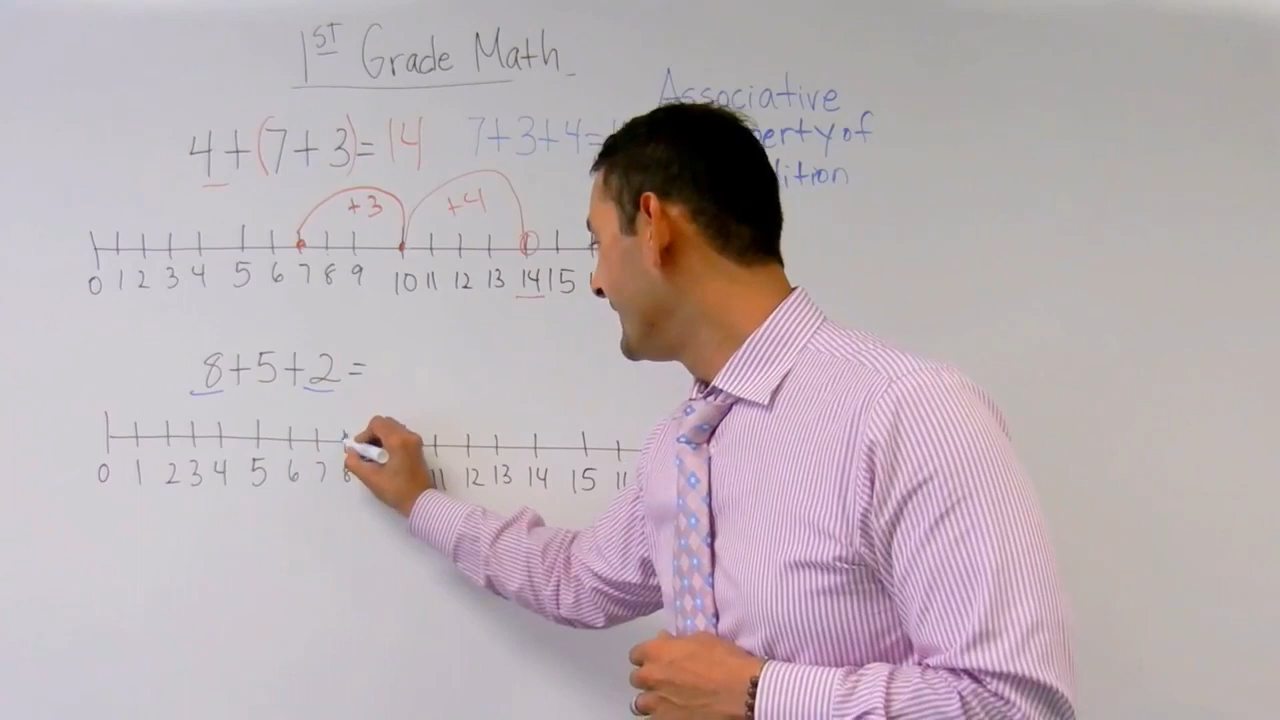 1ST Grade Math
4+(7+3)=14 7+3+4=
Associative
of
+3 +4
0 1 2 3 4 5 6 7 8 9 10 11 12 13 14 15
8+5+2=
0 1 2 3 4 5 6 7 8 11 12 13 14 15